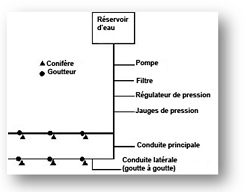 Réservoir
d'eau
Conifère
Goutteur
Pompe
Filtre
Régulateur de pression
Jauges de pression
Conduite principale
Conduite latérale
(goutte à goutte)